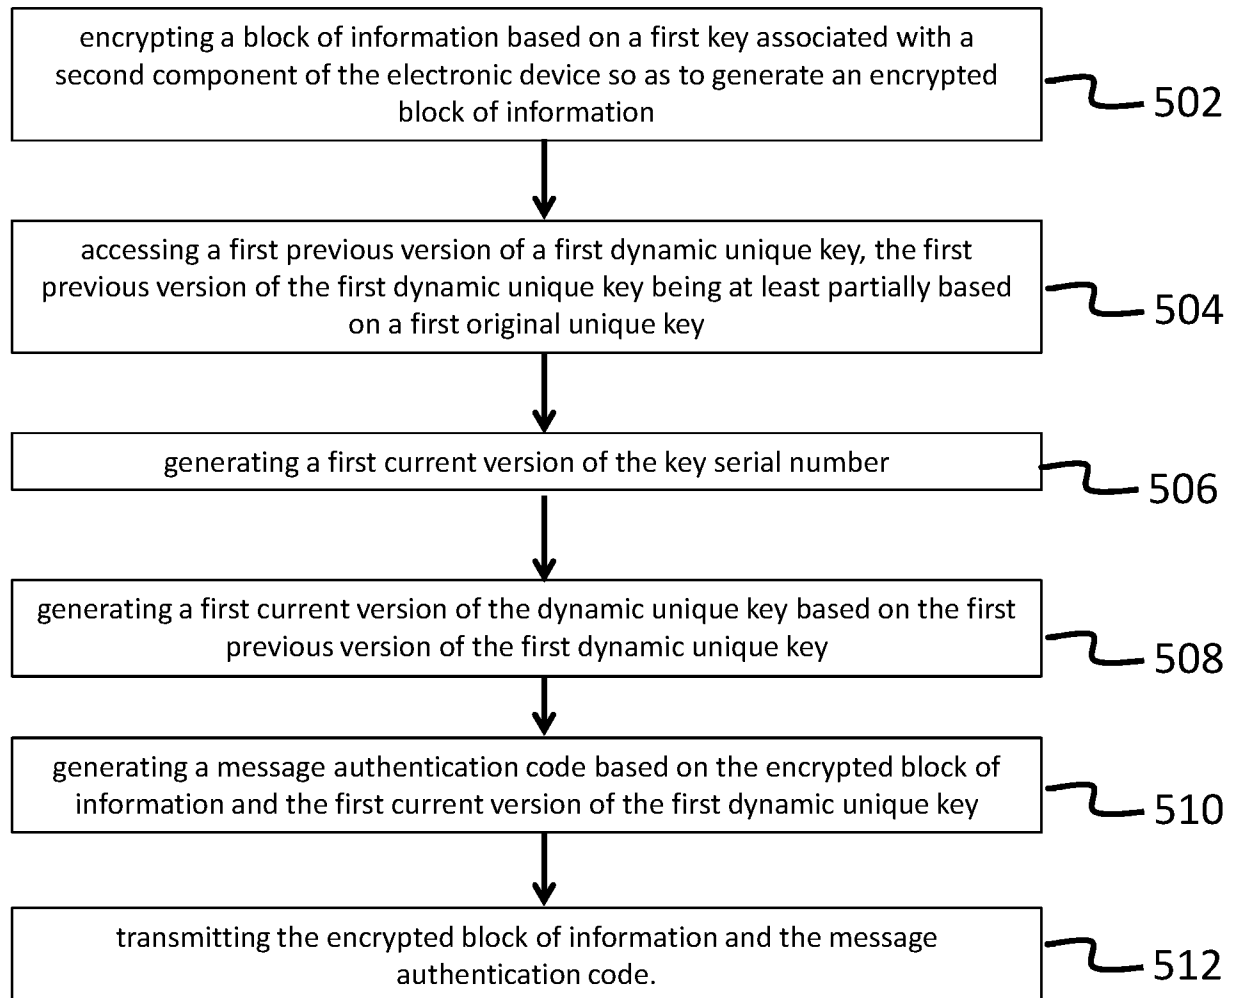 encrypting a block of information based on a first key associated with a
second component of the electronic device so as to generate an encrypted
block of information
502
accessing a first previous version of a first dynamic unique key, the first
previous version of the first dynamic unique key being at least partially based
on a first original unique key
504
generating a first current version of the key serial number
506
generating a first current version of the dynamic unique key based on the first
previous version of the first dynamic unique key
508
generating a message authentication code based on the encrypted block of
information and the first current version of the first dynamic unique key
510
transmitting the encrypted block of information and the message
authentication code.
512